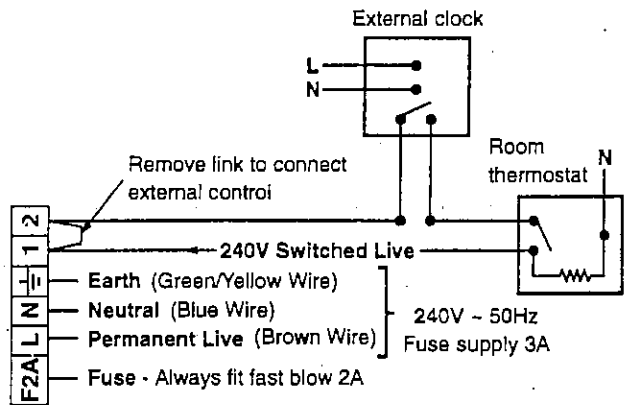 External clock
L
N
Room
thermostat
N
Remove link to connect
external control
2
1
240V Switched Live
Earth (Green/Yellow Wire)
N
Neutral (Blue Wire)
L
Permanent Live (Brown Wire)
240V ~ 50Hz
Fuse supply 3A
F2A
Fuse - Always fit fast blow 2A